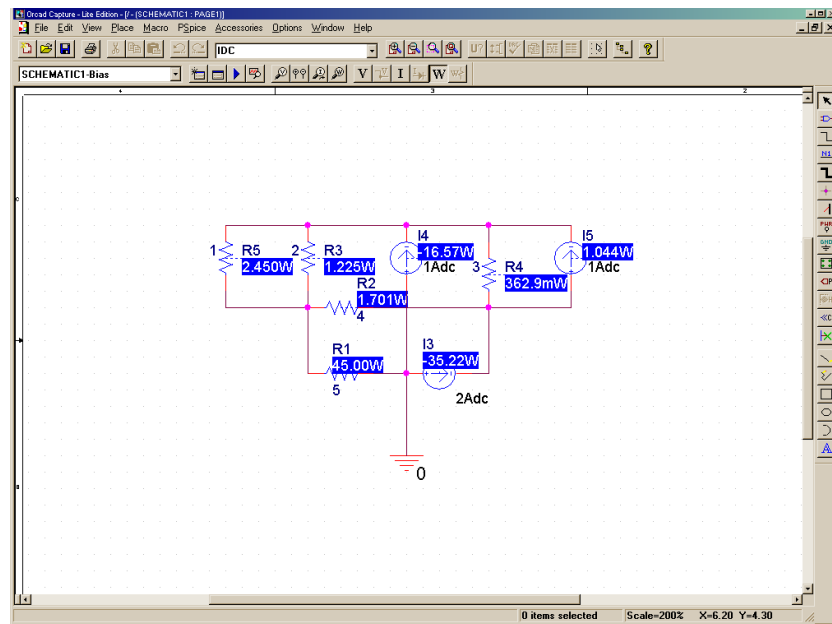 Orcad Capture - Lite Edition - [/ - (SCHEMATIC1 : PAGE1)]
File Edit View Place Macro PSpice Accessories Options Window Help
IDC
U?
SCHEMATIC1-Bias
V I W
3 2
N1
I4 I5
1 R5 2 R3 -16.57W 1.044W
2.450W 1.225W 1Adc 1Adc
3 R4
R2 362.9mW
1.701W
4
R1 I3
45.00W -35.22W
5 2Adc
0
A
0 items selected Scale=200% X=6.20 Y=4.30